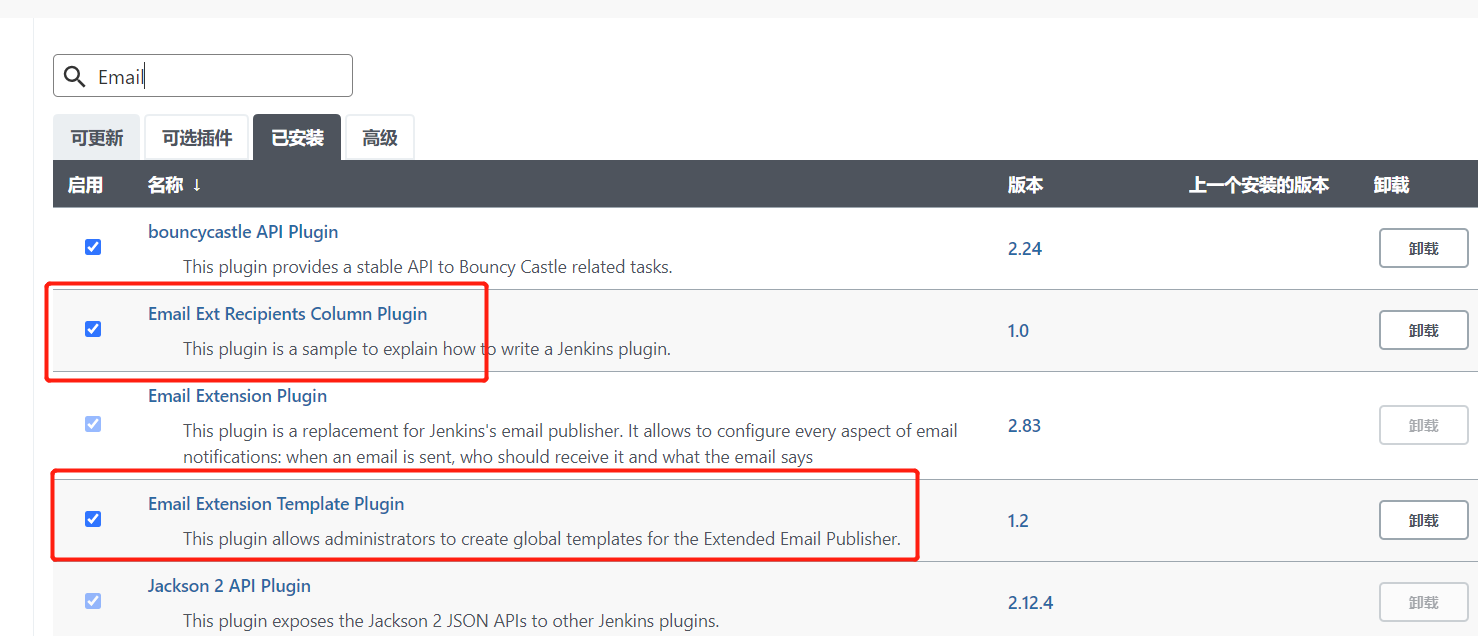 Email
可更新 可选插件 已安装 高级
启用 名称 ↓ 版本 上一个安装的版本 卸载
bouncycastle API Plugin
This plugin provides a stable API to Bouncy Castle related tasks.
2.24 卸载
Email Ext Recipients Column Plugin
This plugin is a sample to explain how to write a Jenkins plugin.
1.0 卸载
Email Extension Plugin
This plugin is a replacement for Jenkins's email publisher. It allows to configure every aspect of email
notifications: when an email is sent, who should receive it and what the email says
2.83 卸载
Email Extension Template Plugin
This plugin allows administrators to create global templates for the Extended Email Publisher.
1.2 卸载
Jackson 2 API Plugin
This plugin exposes the Jackson 2 JSON APIs to other Jenkins plugins.
2.12.4 卸载